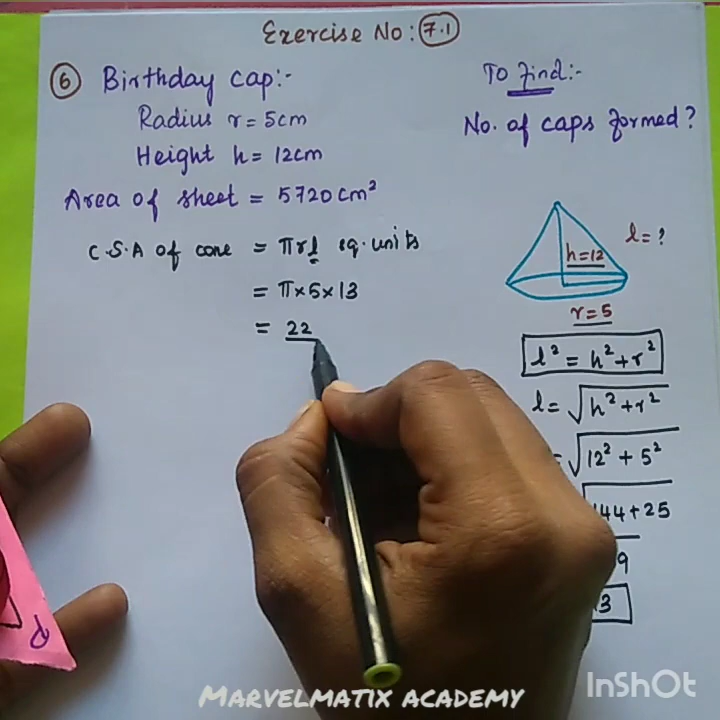 Exercise No: 7.1
6 Birthday Cap:-
Radius r = 5cm
Height h = 12cm
Area of sheet = 5720 cm²
C.S.A of cone = πrl sq. units
= π×5×13
= 22
To Find:-
No. of caps formed?
l = ?
h = 12
r = 5
l² = h² + r²
l = √h² + r²
= √12² + 5²
144 + 25
9
3
R
MARVELMATIX ACADEMY
InShOt